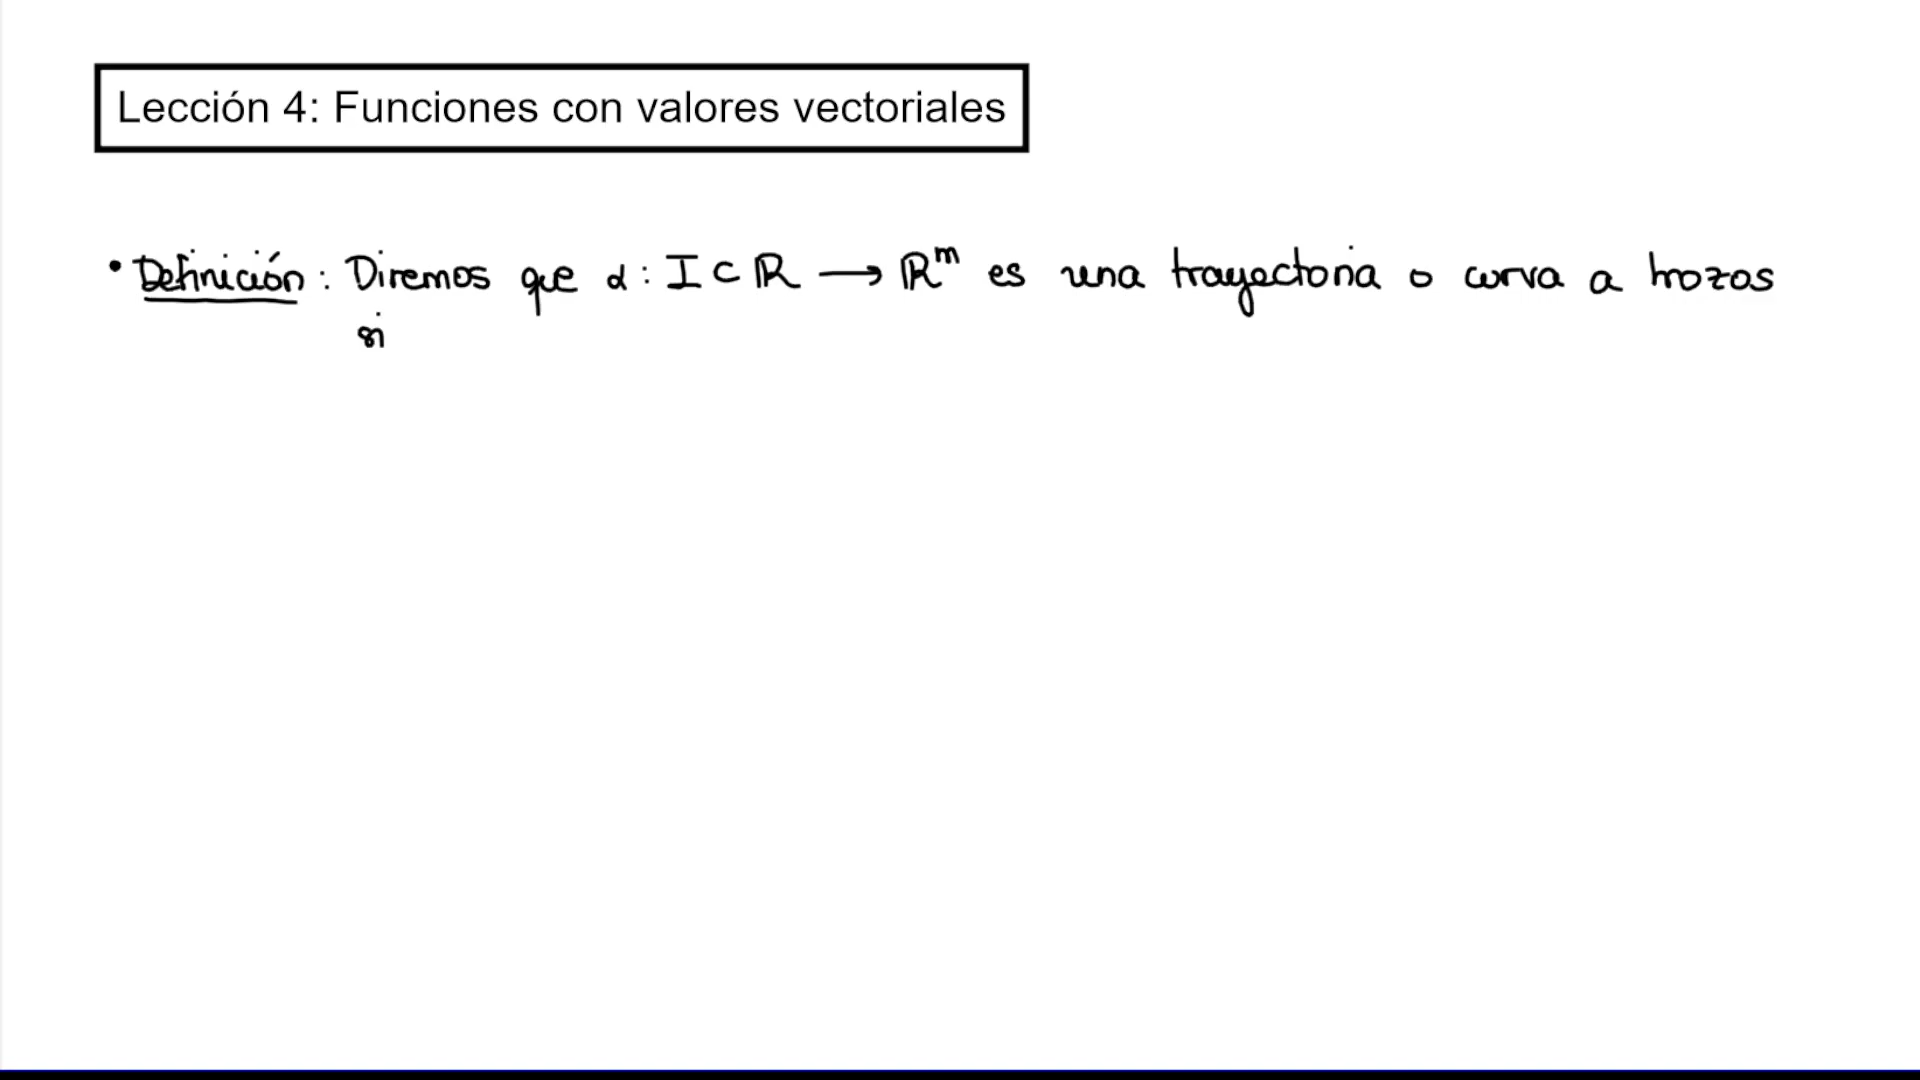 Lección 4: Funciones con valores vectoriales
• Definición: Diremos que α: I ⊂ ℝ ⟶ ℝᵐ es una trayectoria o curva a trozos
si